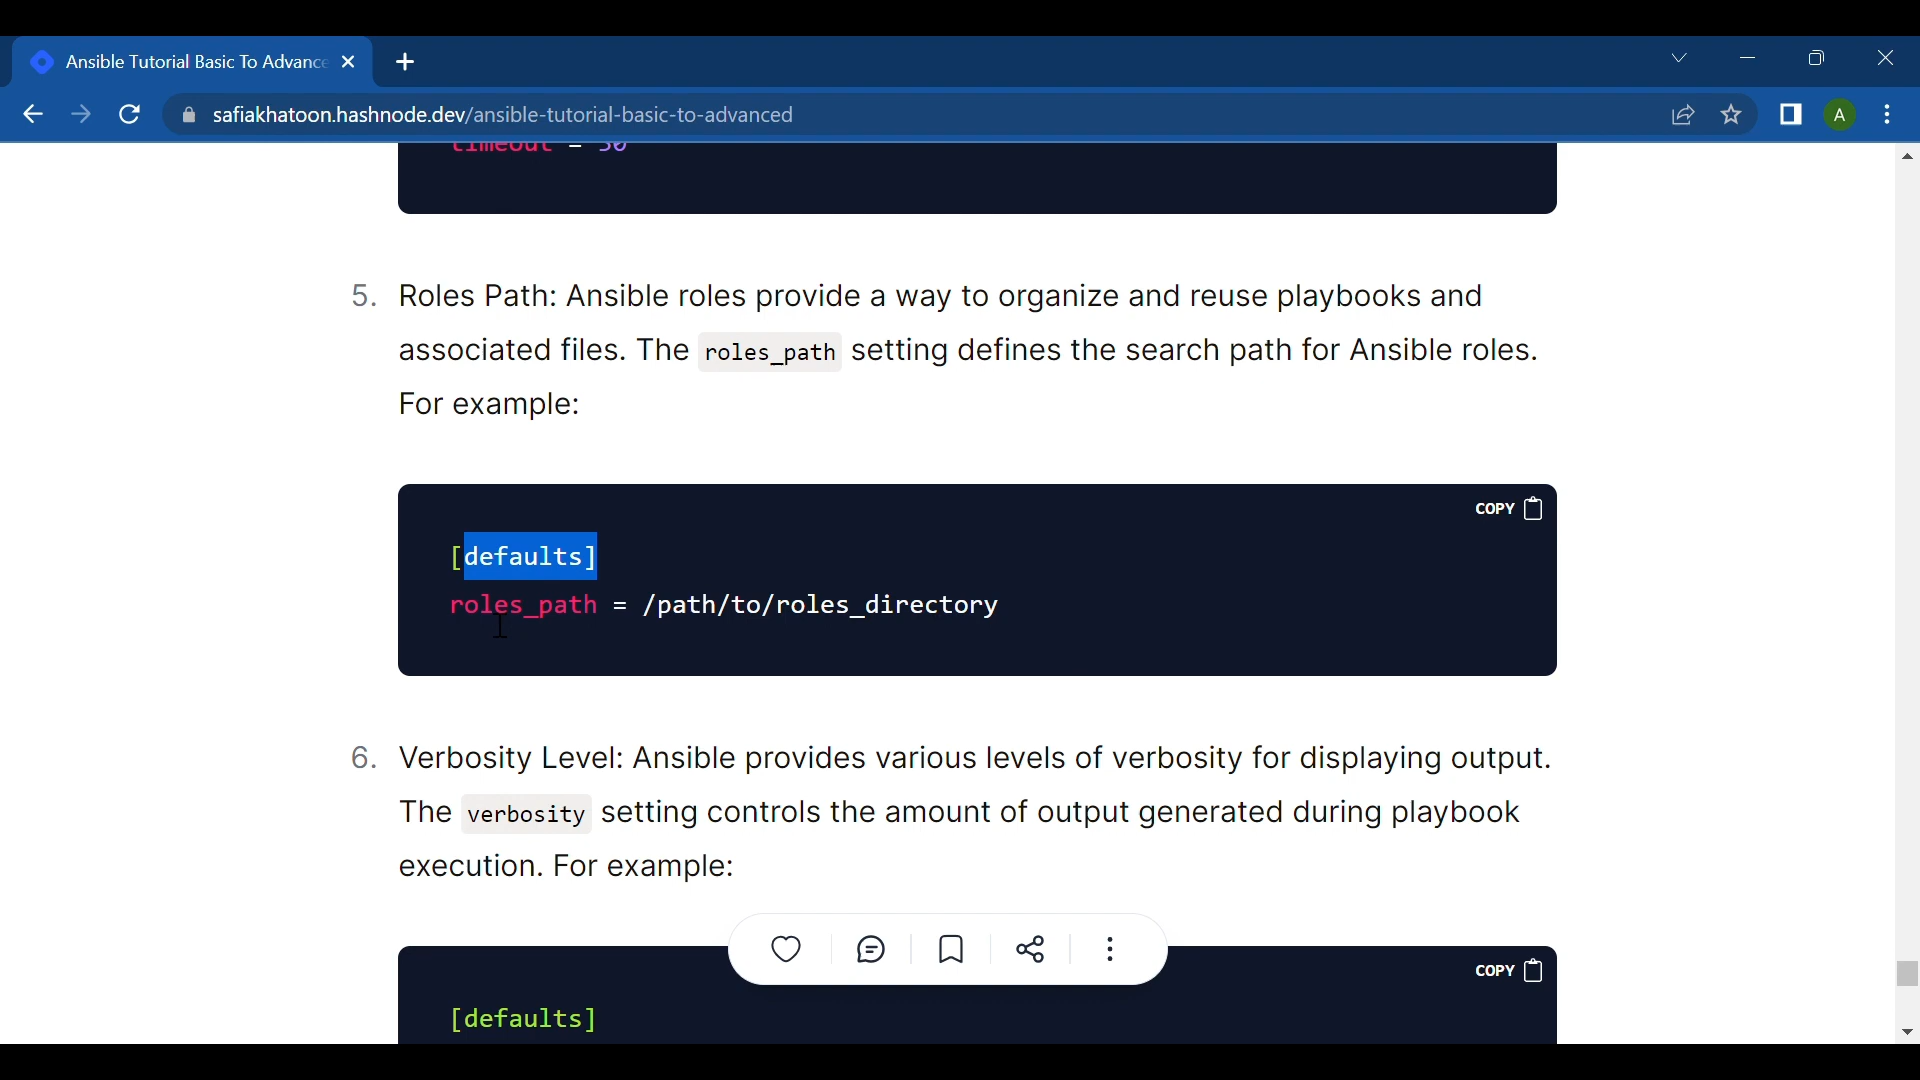 Ansible Tutorial Basic To Advance
safiakhatoon.hashnode.dev/ansible-tutorial-basic-to-advanced
A
timeout = 30
5. Roles Path: Ansible roles provide a way to organize and reuse playbooks and
associated files. The roles_path setting defines the search path for Ansible roles.
For example:
COPY
[defaults]
roles_path = /path/to/roles_directory
6. Verbosity Level: Ansible provides various levels of verbosity for displaying output.
The verbosity setting controls the amount of output generated during playbook
execution. For example:
COPY
[defaults]